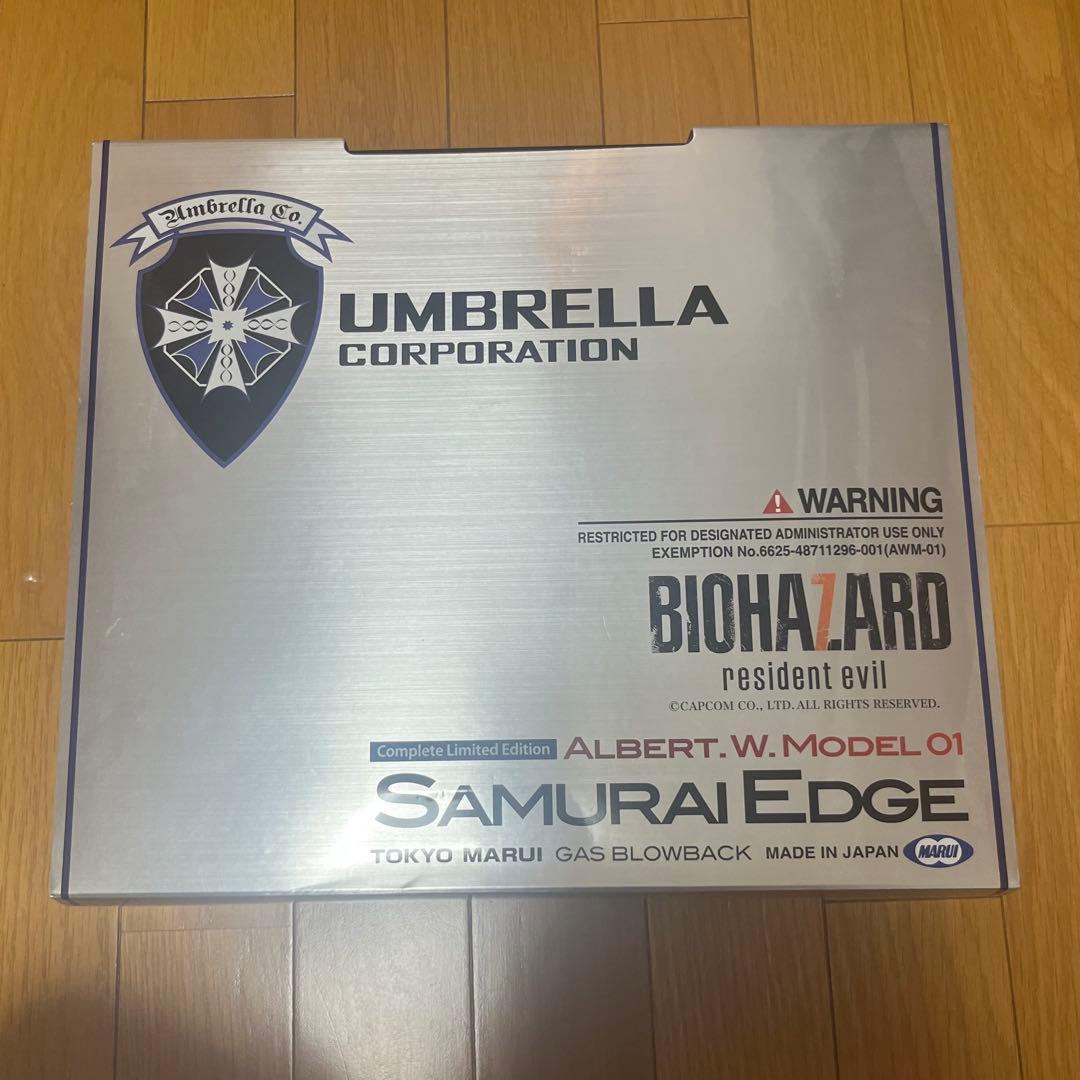 Umbrella Co.
UMBRELLA
CORPORATION
WARNING
RESTRICTED FOR DESIGNATED ADMINISTRATOR USE ONLY
EXEMPTION No.6625-48711296-001(AWM-01)
BIOHAZARD
resident evil
©CAPCOM CO., LTD. ALL RIGHTS RESERVED.
Complete Limited Edition ALBERT.W.MODEL 01
SAMURAI EDGE
TOKYO MARUI GAS BLOWBACK MADE IN JAPAN MARUI